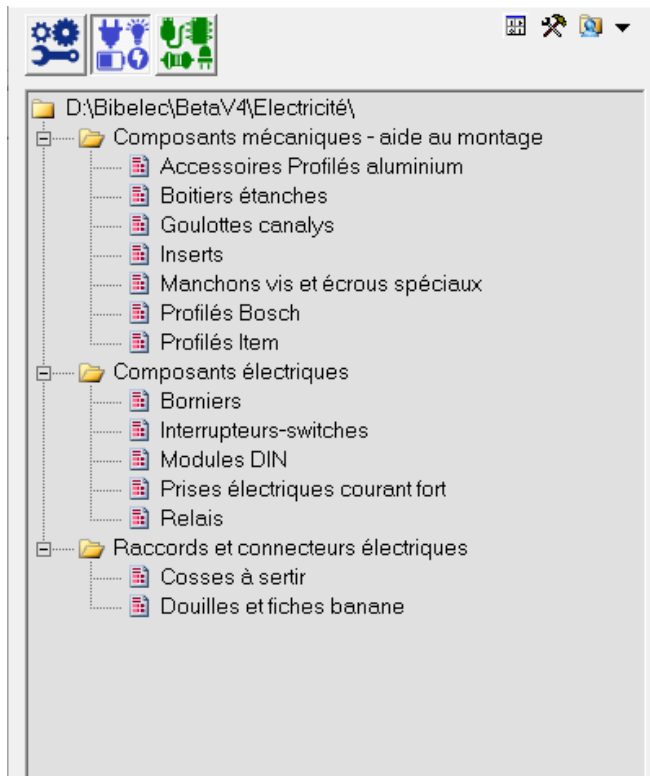 D:\Bibelec\BetaV4\Electricité\
Composants mécaniques - aide au montage
Accessoires Profilés aluminium
Boitiers étanches
Goulottes canalys
Inserts
Manchons vis et écrous spéciaux
Profilés Bosch
Profilés Item
Composants électriques
Borniers
Interrupteurs-switches
Modules DIN
Prises électriques courant fort
Relais
Raccords et connecteurs électriques
Cosses à sertir
Douilles et fiches banane